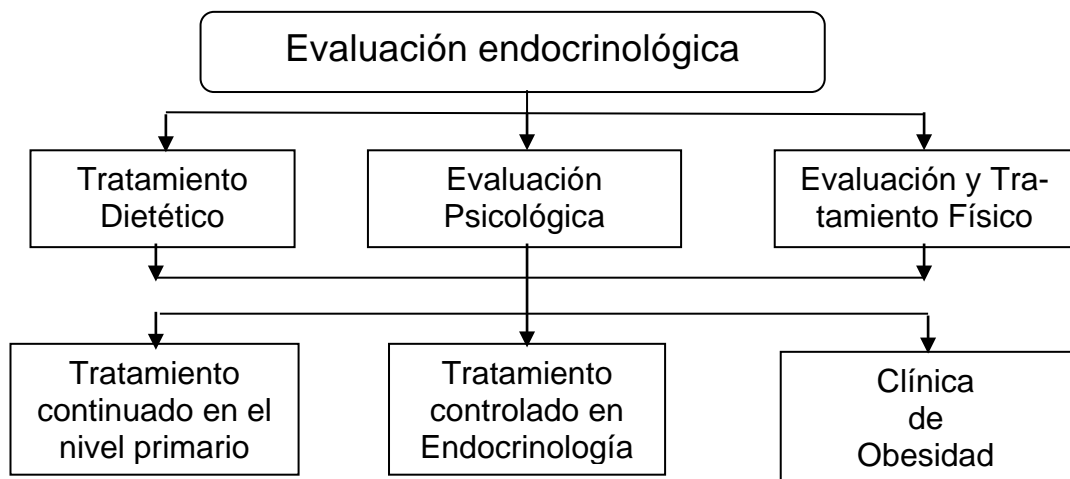 Evaluación endocrinológica
Tratamiento
Dietético
Evaluación
Psicológica
Evaluación y Tra-
tamiento Físico
Tratamiento
continuado en el
nivel primario
Tratamiento
controlado en
Endocrinología
Clínica
de
Obesidad